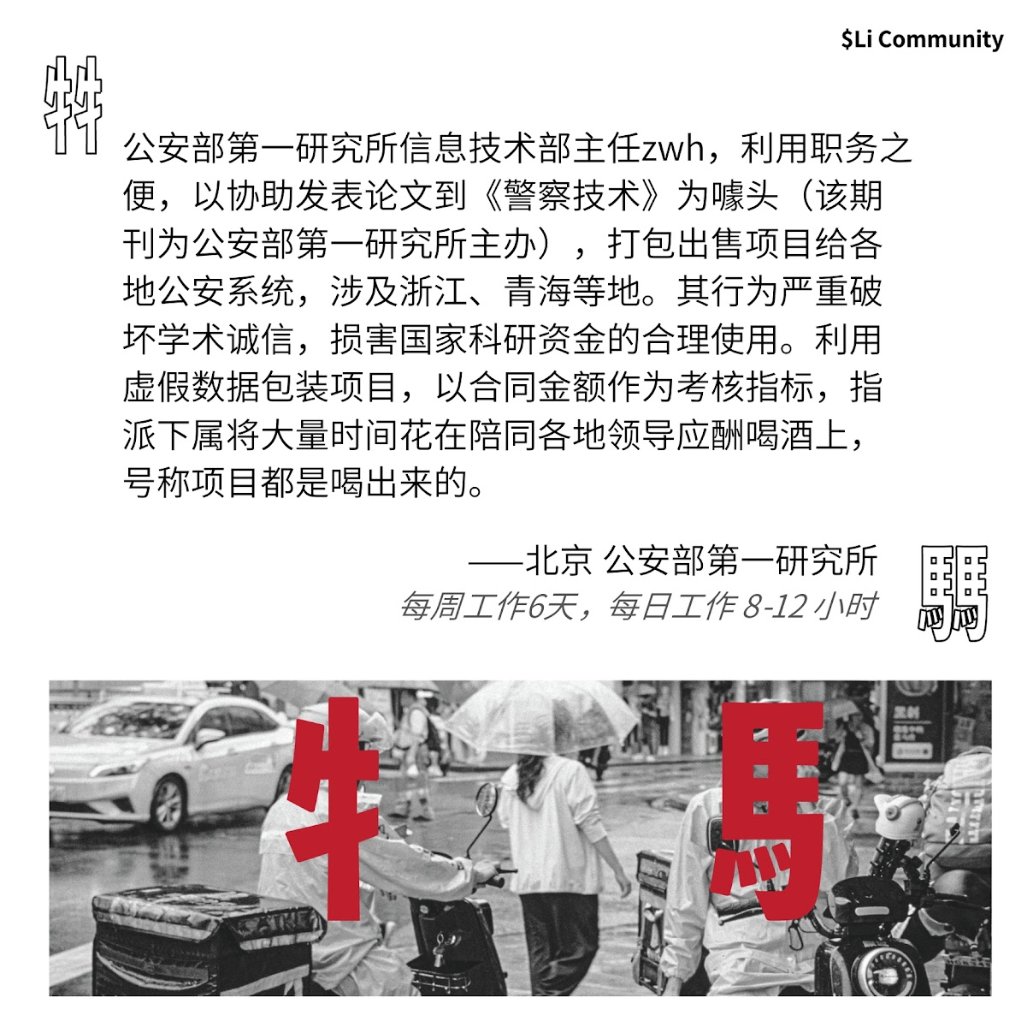 $Li Community
牛牛
公安部第一研究所信息技术部主任zwh，利用职务之
便，以协助发表论文到《警察技术》为噱头（该期
刊为公安部第一研究所主办），打包出售项目给各
地公安系统，涉及浙江、青海等地。其行为严重破
坏学术诚信，损害国家科研资金的合理使用。利用
虚假数据包装项目，以合同金额作为考核指标，指
派下属将大量时间花在陪同各地领导应酬喝酒上，
号称项目都是喝出来的。
——北京 公安部第一研究所
每周工作6天，每日工作 8-12 小时
馬馬
牛 馬